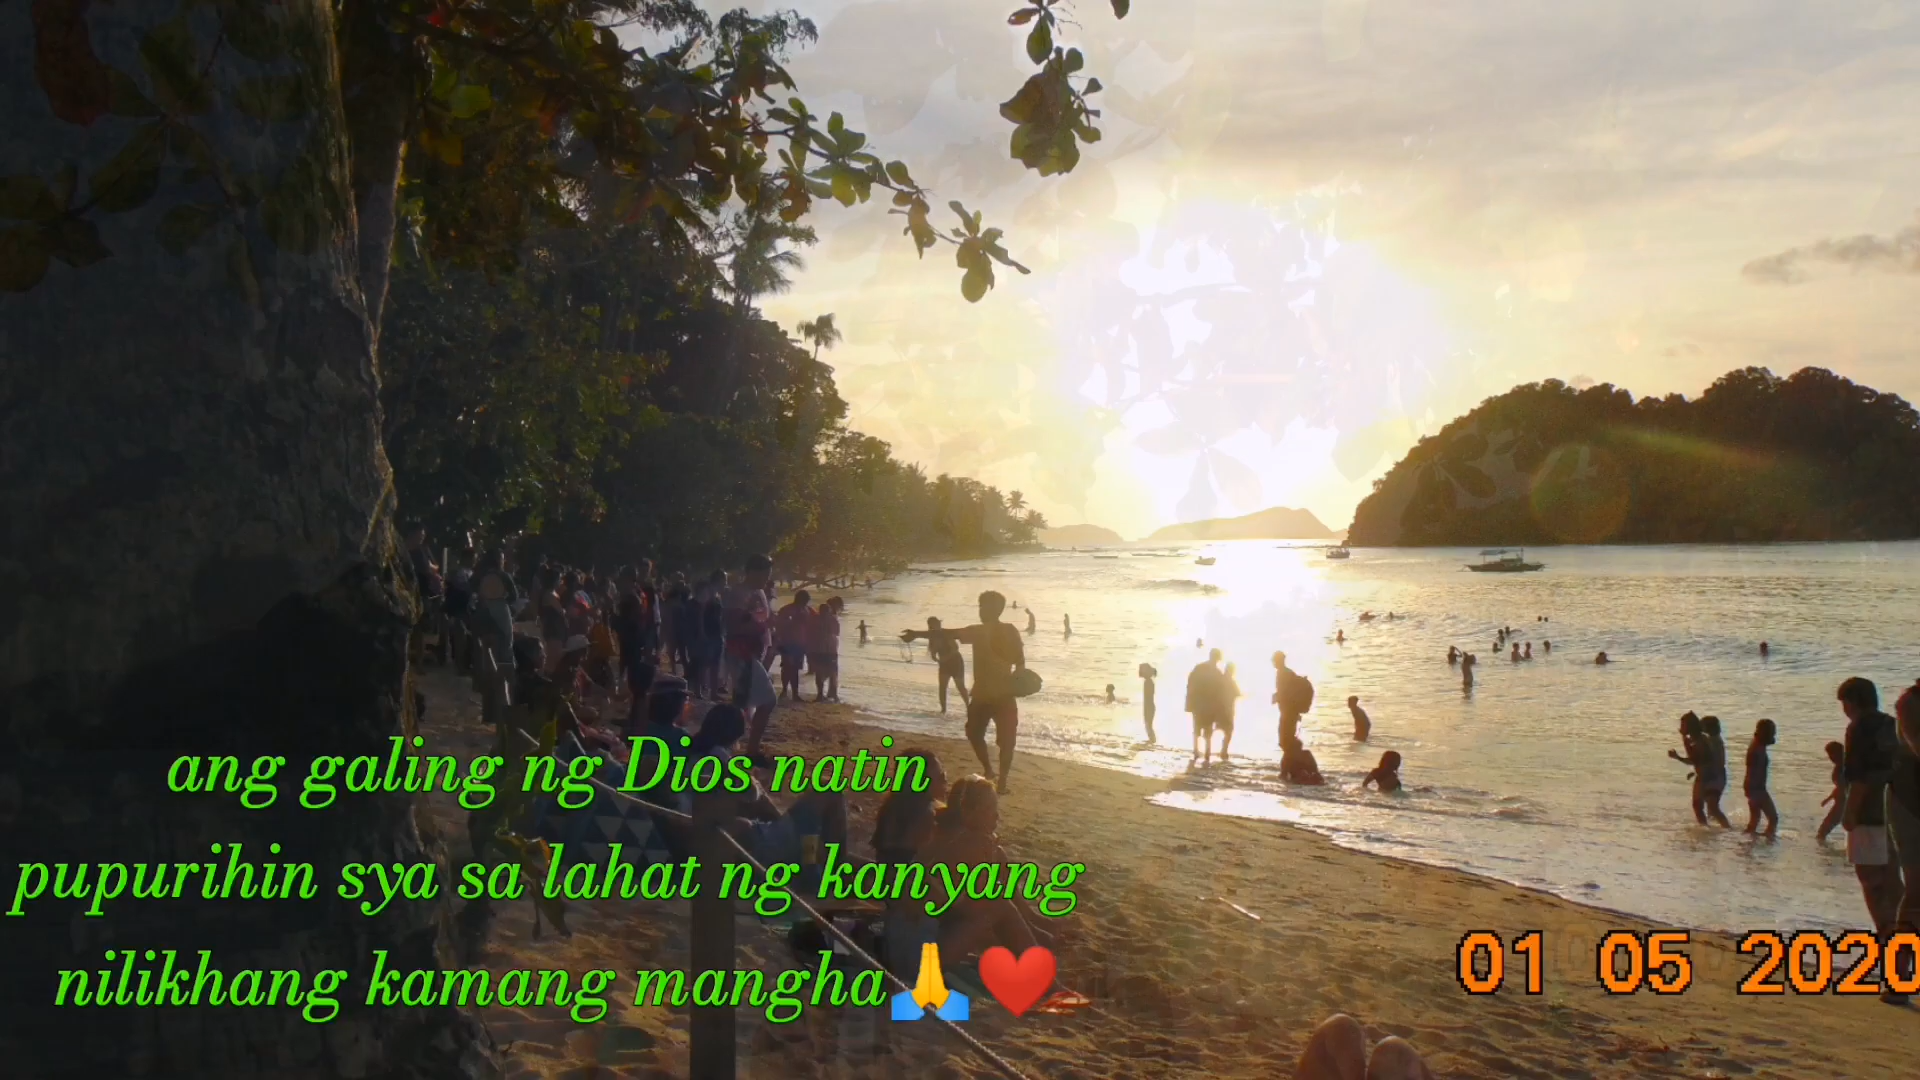 ang galing ng Dios natin
pupurihin sya sa lahat ng kanyang
nilikhang kamang mangha🙏❤️
01 05 2020